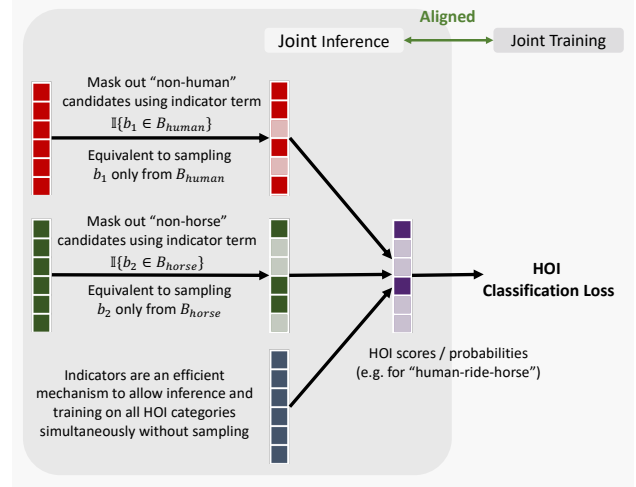 Aligned
Joint Inference
Joint Training
Mask out “non-human”
candidates using indicator term
𝕀{b₁ ∈ B_human}
Equivalent to sampling
b₁ only from B_human
Mask out “non-horse”
candidates using indicator term
𝕀{b₂ ∈ B_horse}
Equivalent to sampling
b₂ only from B_horse
HOI
Classification Loss
HOI scores / probabilities
(e.g. for “human-ride-horse”)
Indicators are an efficient
mechanism to allow inference and
training on all HOI categories
simultaneously without sampling